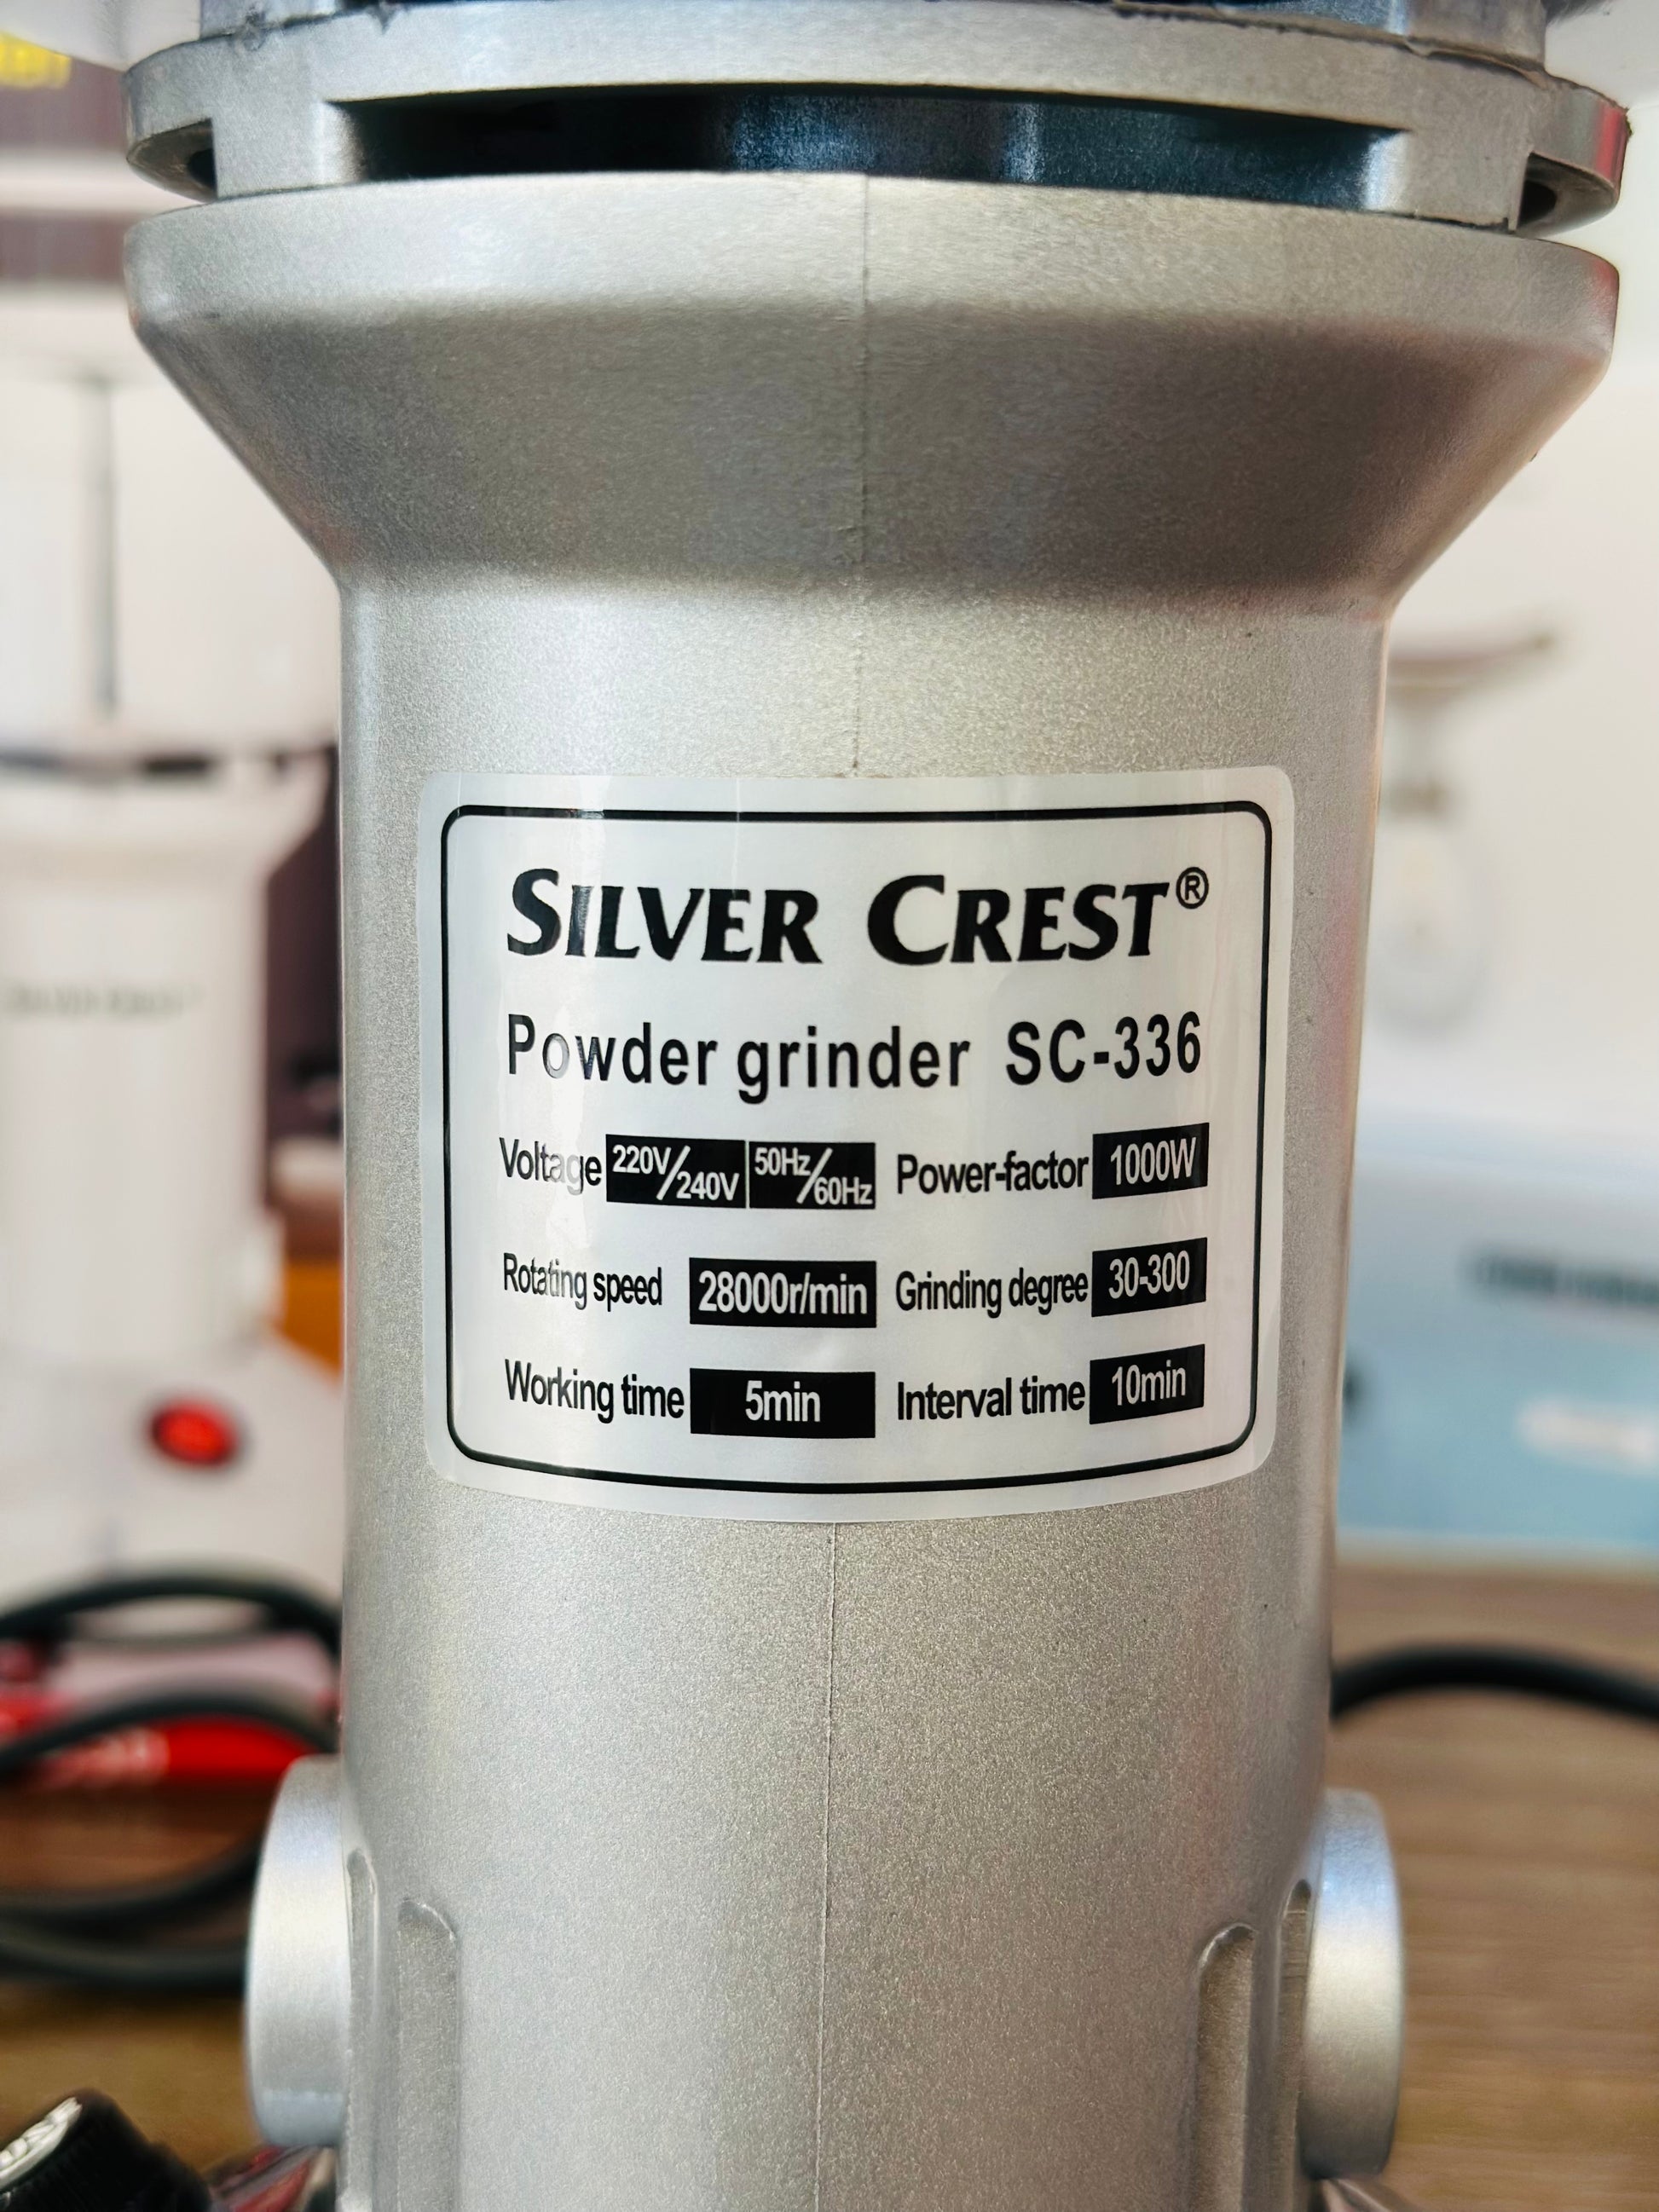 SILVER CREST®
Powder grinder SC-336
Voltage 220V/240V 50Hz/60Hz Power-factor 1000W
Rotating speed 28000r/min Grinding degree 30-300
Working time 5min Interval time 10min